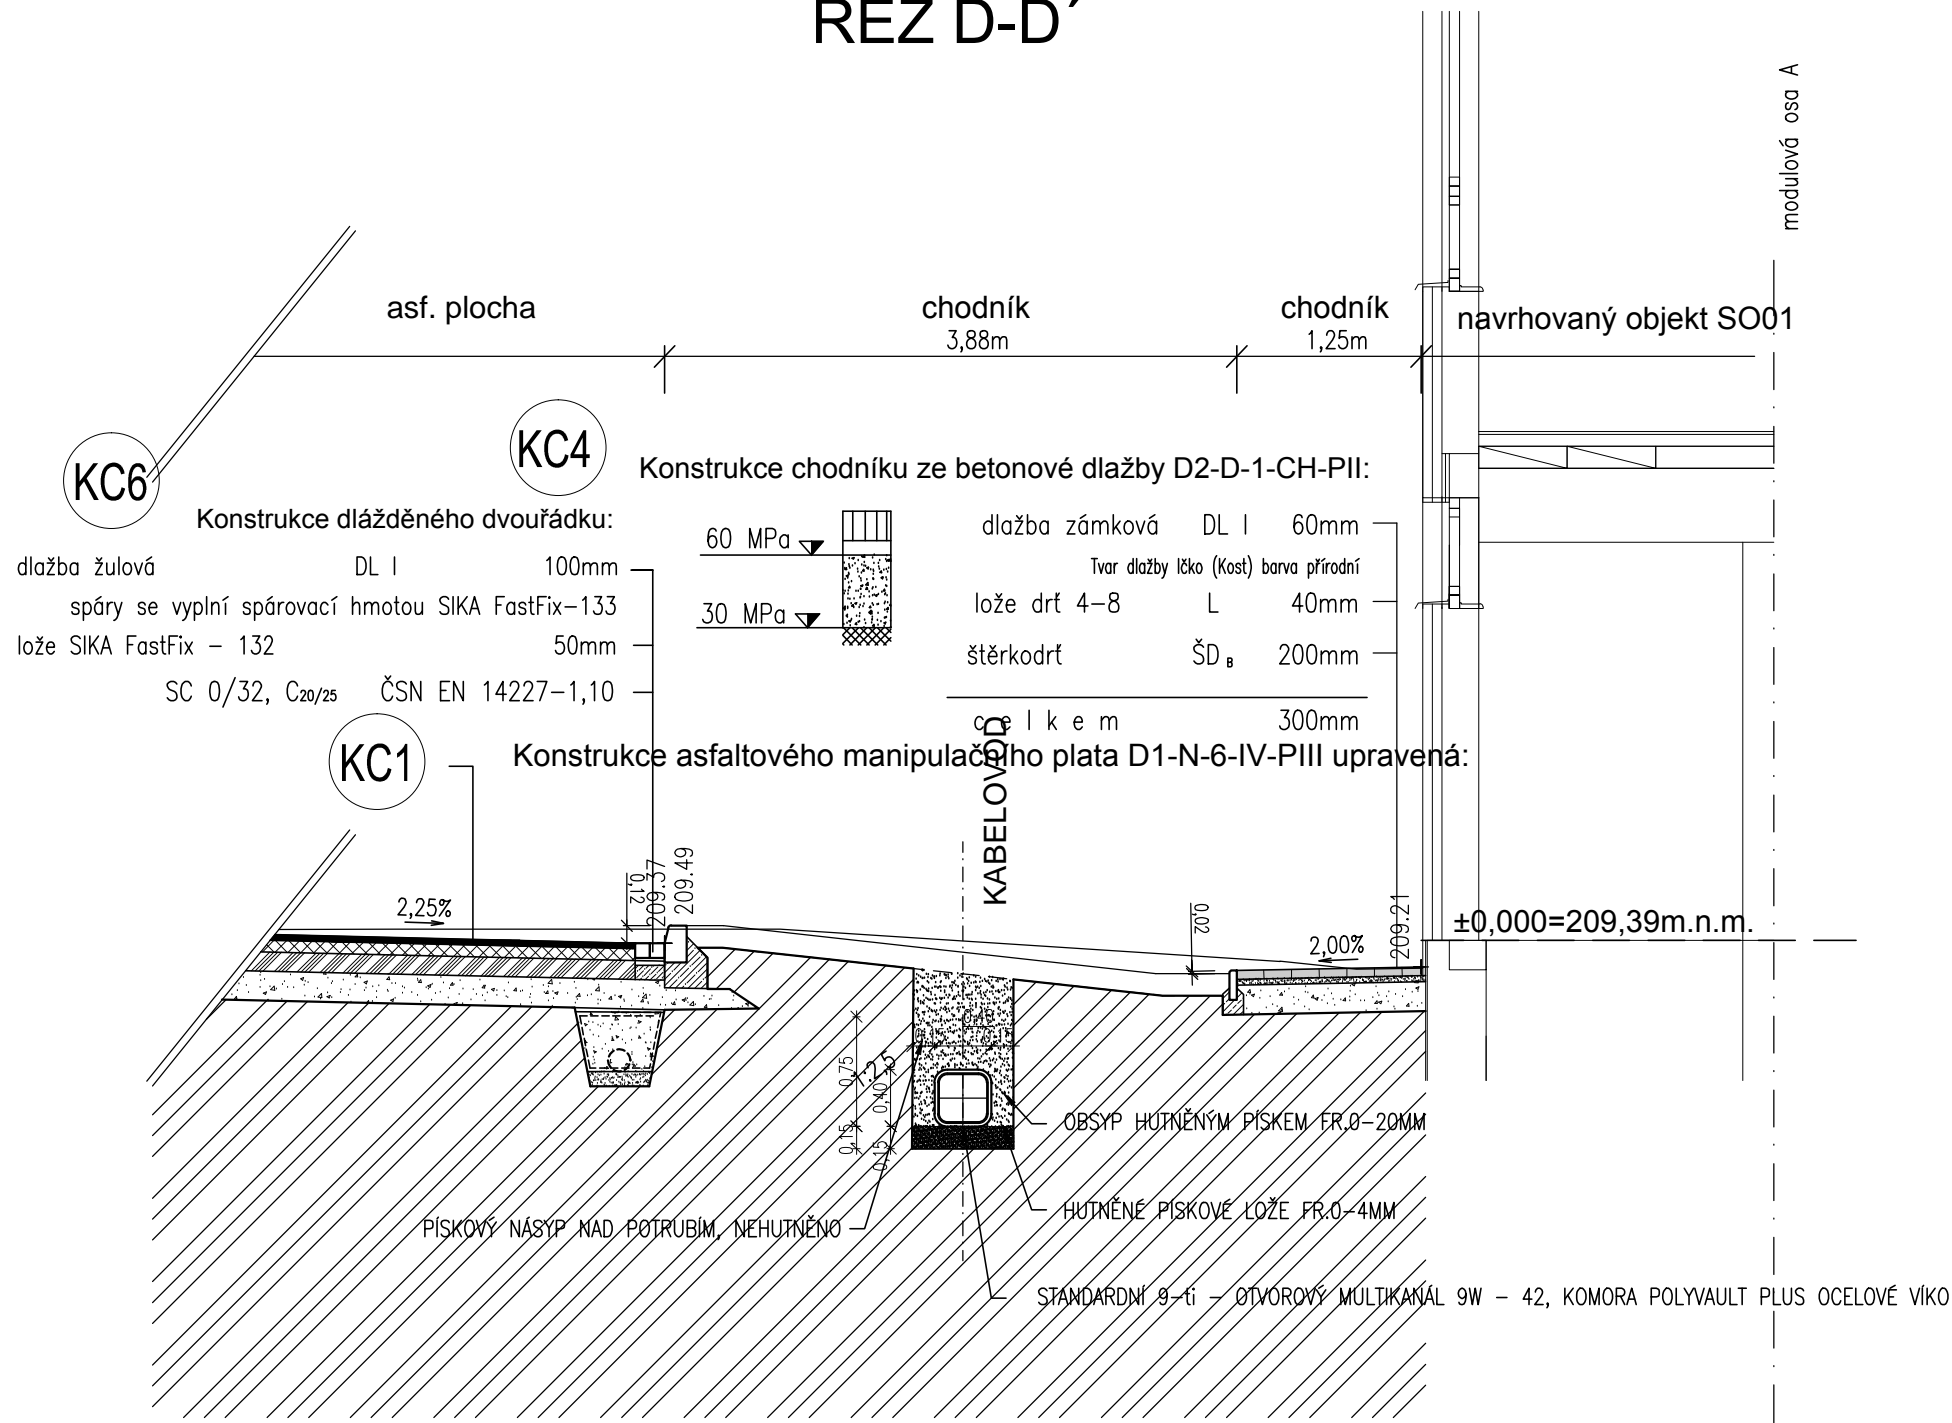 ŘEZ D-D´
modulová osa A
asf. plocha
chodník
chodník
navrhovaný objekt SO01
3,88m
1,25m
KC6
KC4
Konstrukce chodníku ze betonové dlažby D2-D-1-CH-PII:
Konstrukce dlážděného dvouřádku:
dlažba žulová DL I 100mm
spáry se vyplní spárovací hmotou SIKA FastFix-133
lože SIKA FastFix - 132 50mm
SC 0/32, C20/25 ČSN EN 14227-1,10
60 MPa
30 MPa
dlažba zámková DL I 60mm
Tvar dlažby Ičko (Kost) barva přírodní
lože drť 4-8 L 40mm
štěrkodrť ŠD B 200mm
celkem 300mm
KC1
Konstrukce asfaltového manipulačního plata D1-N-6-IV-PIII upravená:
KABELOVOD
2,25%
0,12
209.37
209.49
0,02
2,00%
209.21
±0,000=209,39m.n.m.
0,75
1:2,5
0,40
0,15
0,15
OBSYP HUTNĚNÝM PÍSKEM FR.0-20MM
HUTNĚNÉ PÍSKOVÉ LOŽE FR.0-4MM
PÍSKOVÝ NÁSYP NAD POTRUBÍM, NEHUTNĚNO
STANDARDNÍ 9-ti - OTVOROVÝ MULTIKANÁL 9W - 42, KOMORA POLYVAULT PLUS OCELOVÉ VÍKO